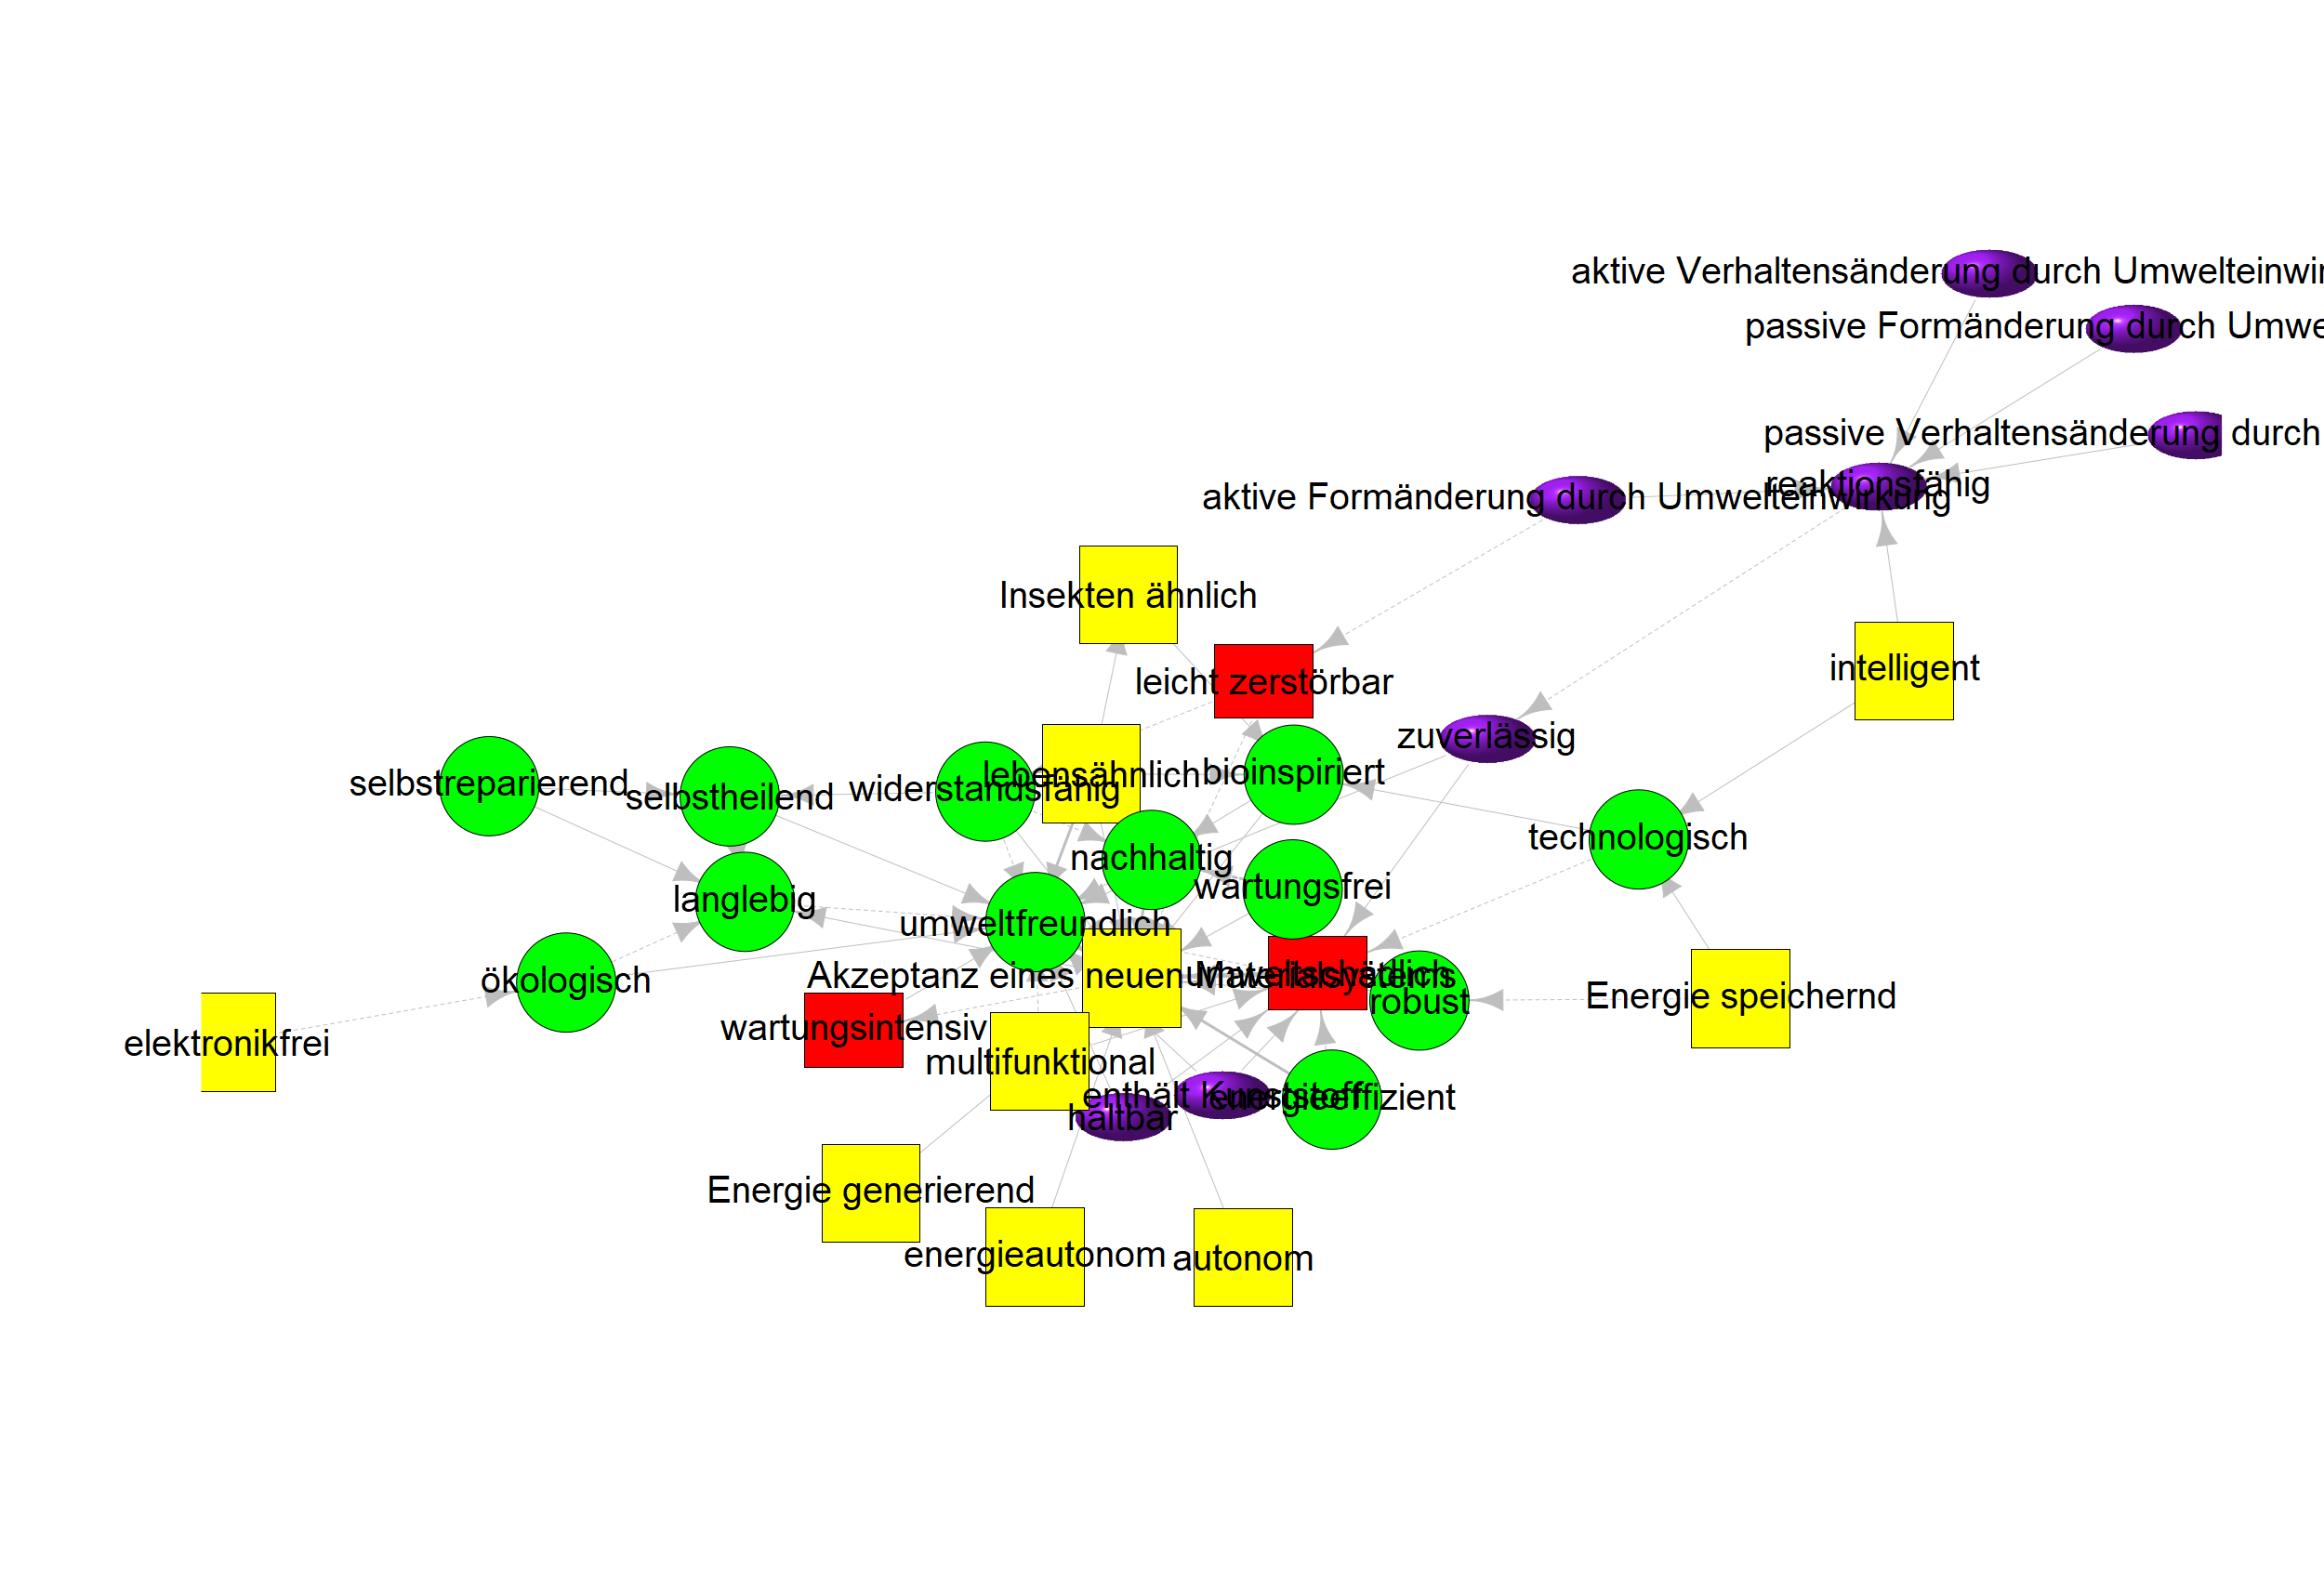 aktive Verhaltensänderung durch Umwelteinwir
passive Formänderung durch Umwe
passive Verhaltensänderung durch
reaktionsfähig
aktive Formänderung durch Umwelteinwirkung
Insekten ähnlich
intelligent
leicht zerstörbar
zuverlässig
lebensähnlich
bioinspiriert
selbstreparierend
selbstheilend
widerstandsfähig
technologisch
nachhaltig
wartungsfrei
langlebig
umweltfreundlich
ökologisch
Akzeptanz eines neuen Materialsystems
umweltschädlich
robust
Energie speichernd
elektronikfrei
wartungsintensiv
multifunktional
enthält Kunststoff
energieeffizient
haltbar
Energie generierend
energieautonom
autonom